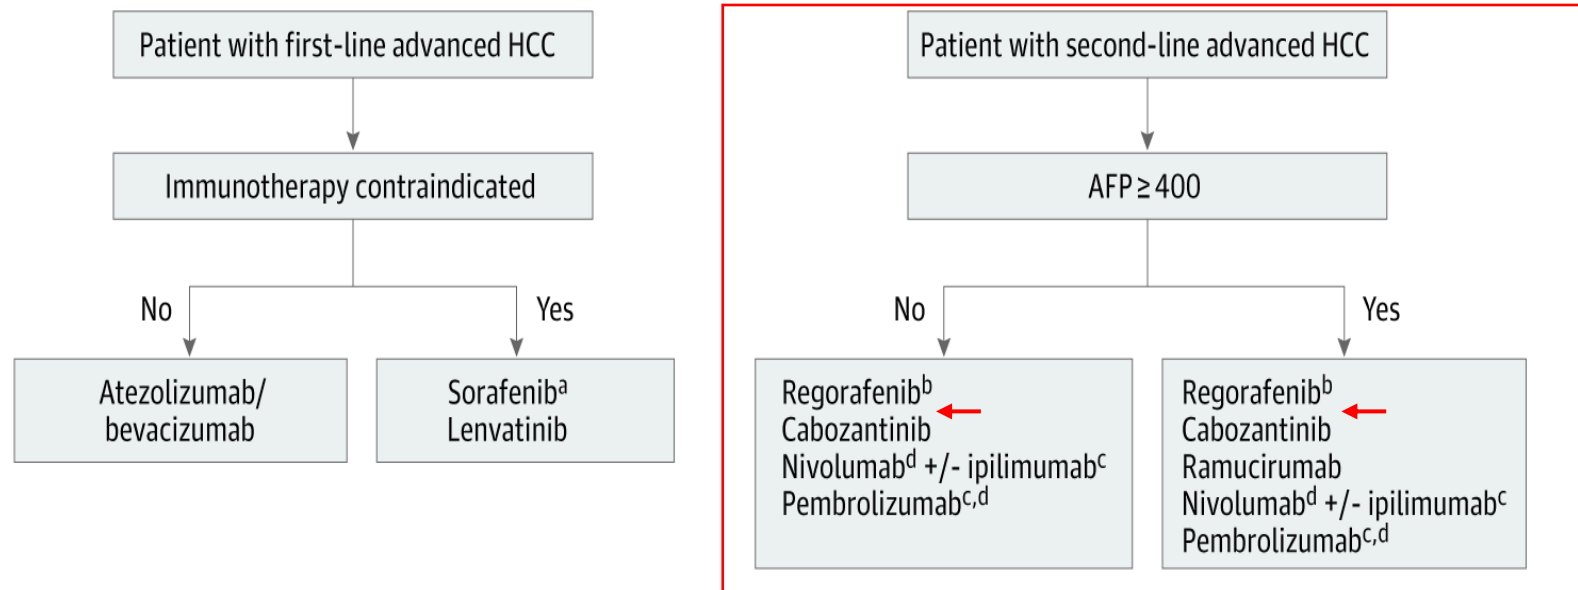 Patient with first-line advanced HCC
Immunotherapy contraindicated
No
Yes
Atezolizumab/
bevacizumab
Sorafenibᵃ
Lenvatinib
Patient with second-line advanced HCC
AFP ≥ 400
No
Yes
Regorafenibᵇ
Cabozantinib
Nivolumabᵈ +/- ipilimumabᶜ
Pembrolizumabᶜ,ᵈ
Regorafenibᵇ
Cabozantinib
Ramucirumab
Nivolumabᵈ +/- ipilimumabᶜ
Pembrolizumabᶜ,ᵈ